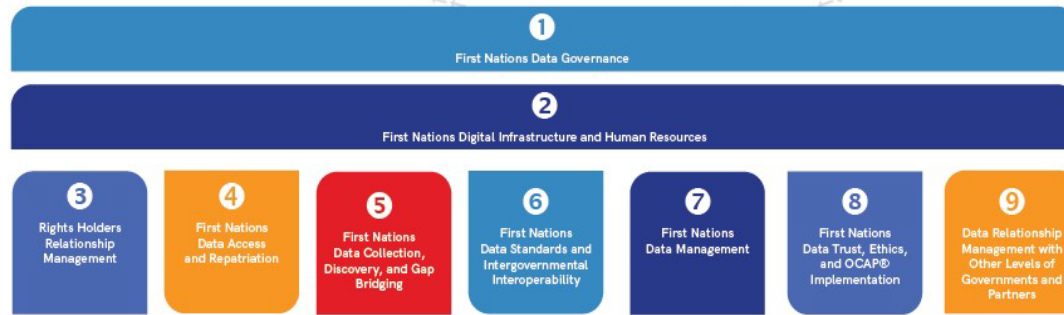 1
First Nations Data Governance
2
First Nations Digital Infrastructure and Human Resources
3
Rights Holders
Relationship
Management
4
First Nations
Data Access
and Repatriation
5
First Nations
Data Collection,
Discovery, and Gap
Bridging
6
First Nations
Data Standards and
Intergovernmental
Interoperability
7
First Nations
Data Management
8
First Nations
Data Trust, Ethics,
and OCAP®
Implementation
9
Data Relationship
Management with
Other Levels of
Governments and
Partners